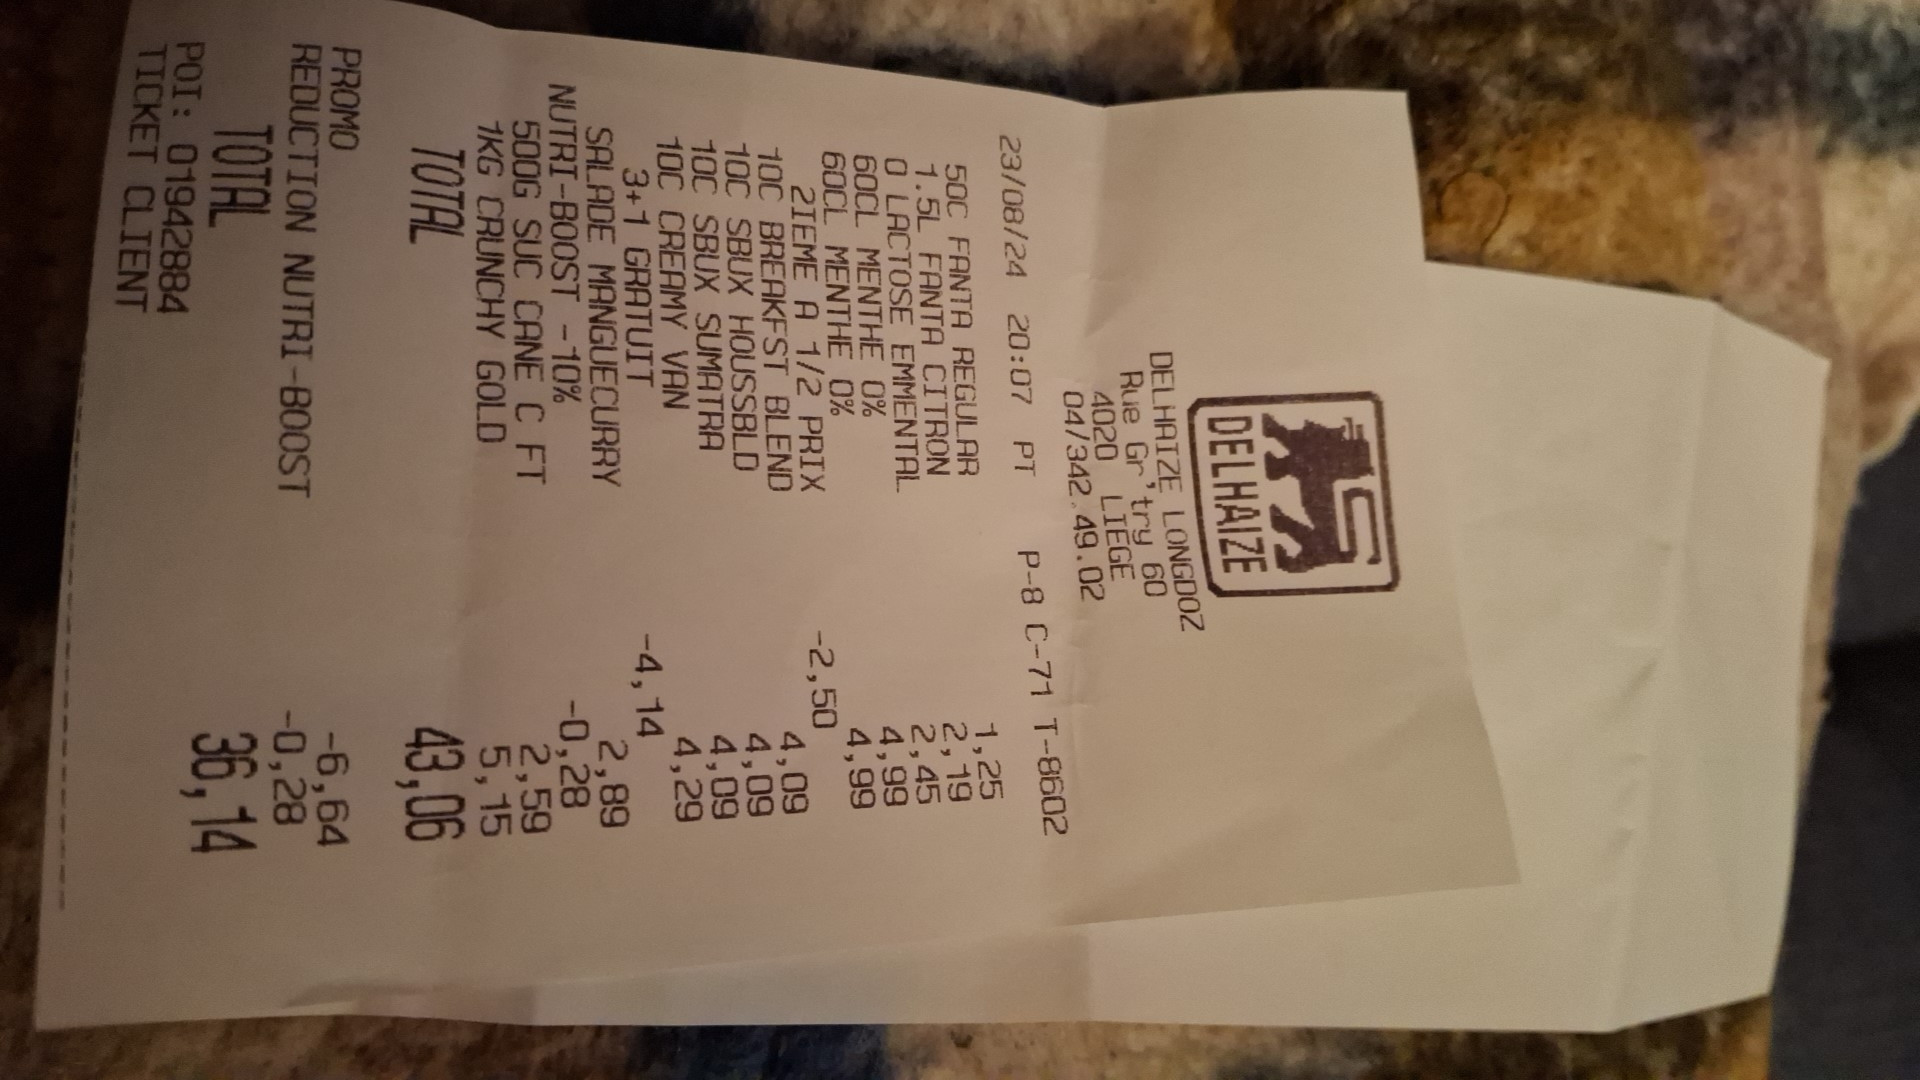 DELHAIZE
DELHAIZE LONGDOZ
Rue Gr'try 60
4020 LIEGE
04/342.49.02
23/08/24 20:07 PT P-8 C-71 T-8602
50C FANTA REGULAR 1,25
1.5L FANTA CITRON 2,19
0 LACTOSE EMMENTAL 2,45
60CL MENTHE 0% 4,99
60CL MENTHE 0% 4,99
2IEME A 1/2 PRIX -2,50
10C BREAKFST BLEND 4,09
10C SBUX HOUSSBLD 4,09
10C SBUX SUMATRA 4,09
10C CREAMY VAN 4,29
3+1 GRATUIT -4,14
SALADE MANGUECURRY 2,89
NUTRI-BOOST -10% -0,28
500G SUC CANE C FT 2,59
1KG CRUNCHY GOLD 5,15
TOTAL 43,06
PROMO -6,64
REDUCTION NUTRI-BOOST -0,28
TOTAL 36,14
POI: 01942884
TICKET CLIENT